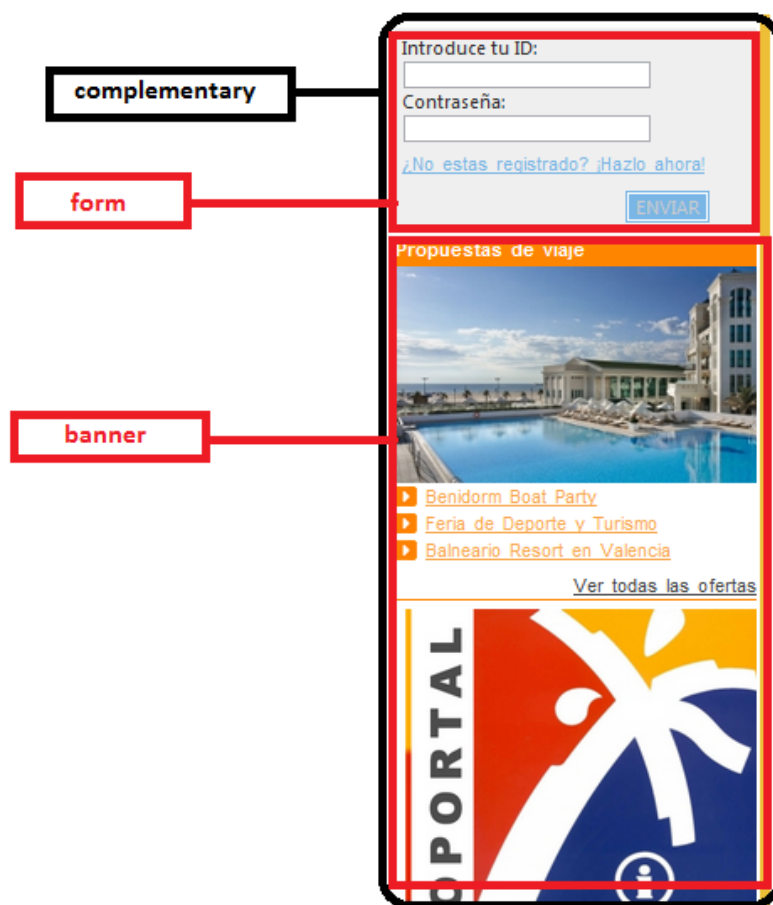 Introduce tu ID:
complementary
Contraseña:
¿No estas registrado? ¡Hazlo ahora!
form
ENVIAR
Propuestas de viaje
banner
Benidorm Boat Party
Feria de Deporte y Turismo
Balneario Resort en Valencia
Ver todas las ofertas
OPORTAL
i